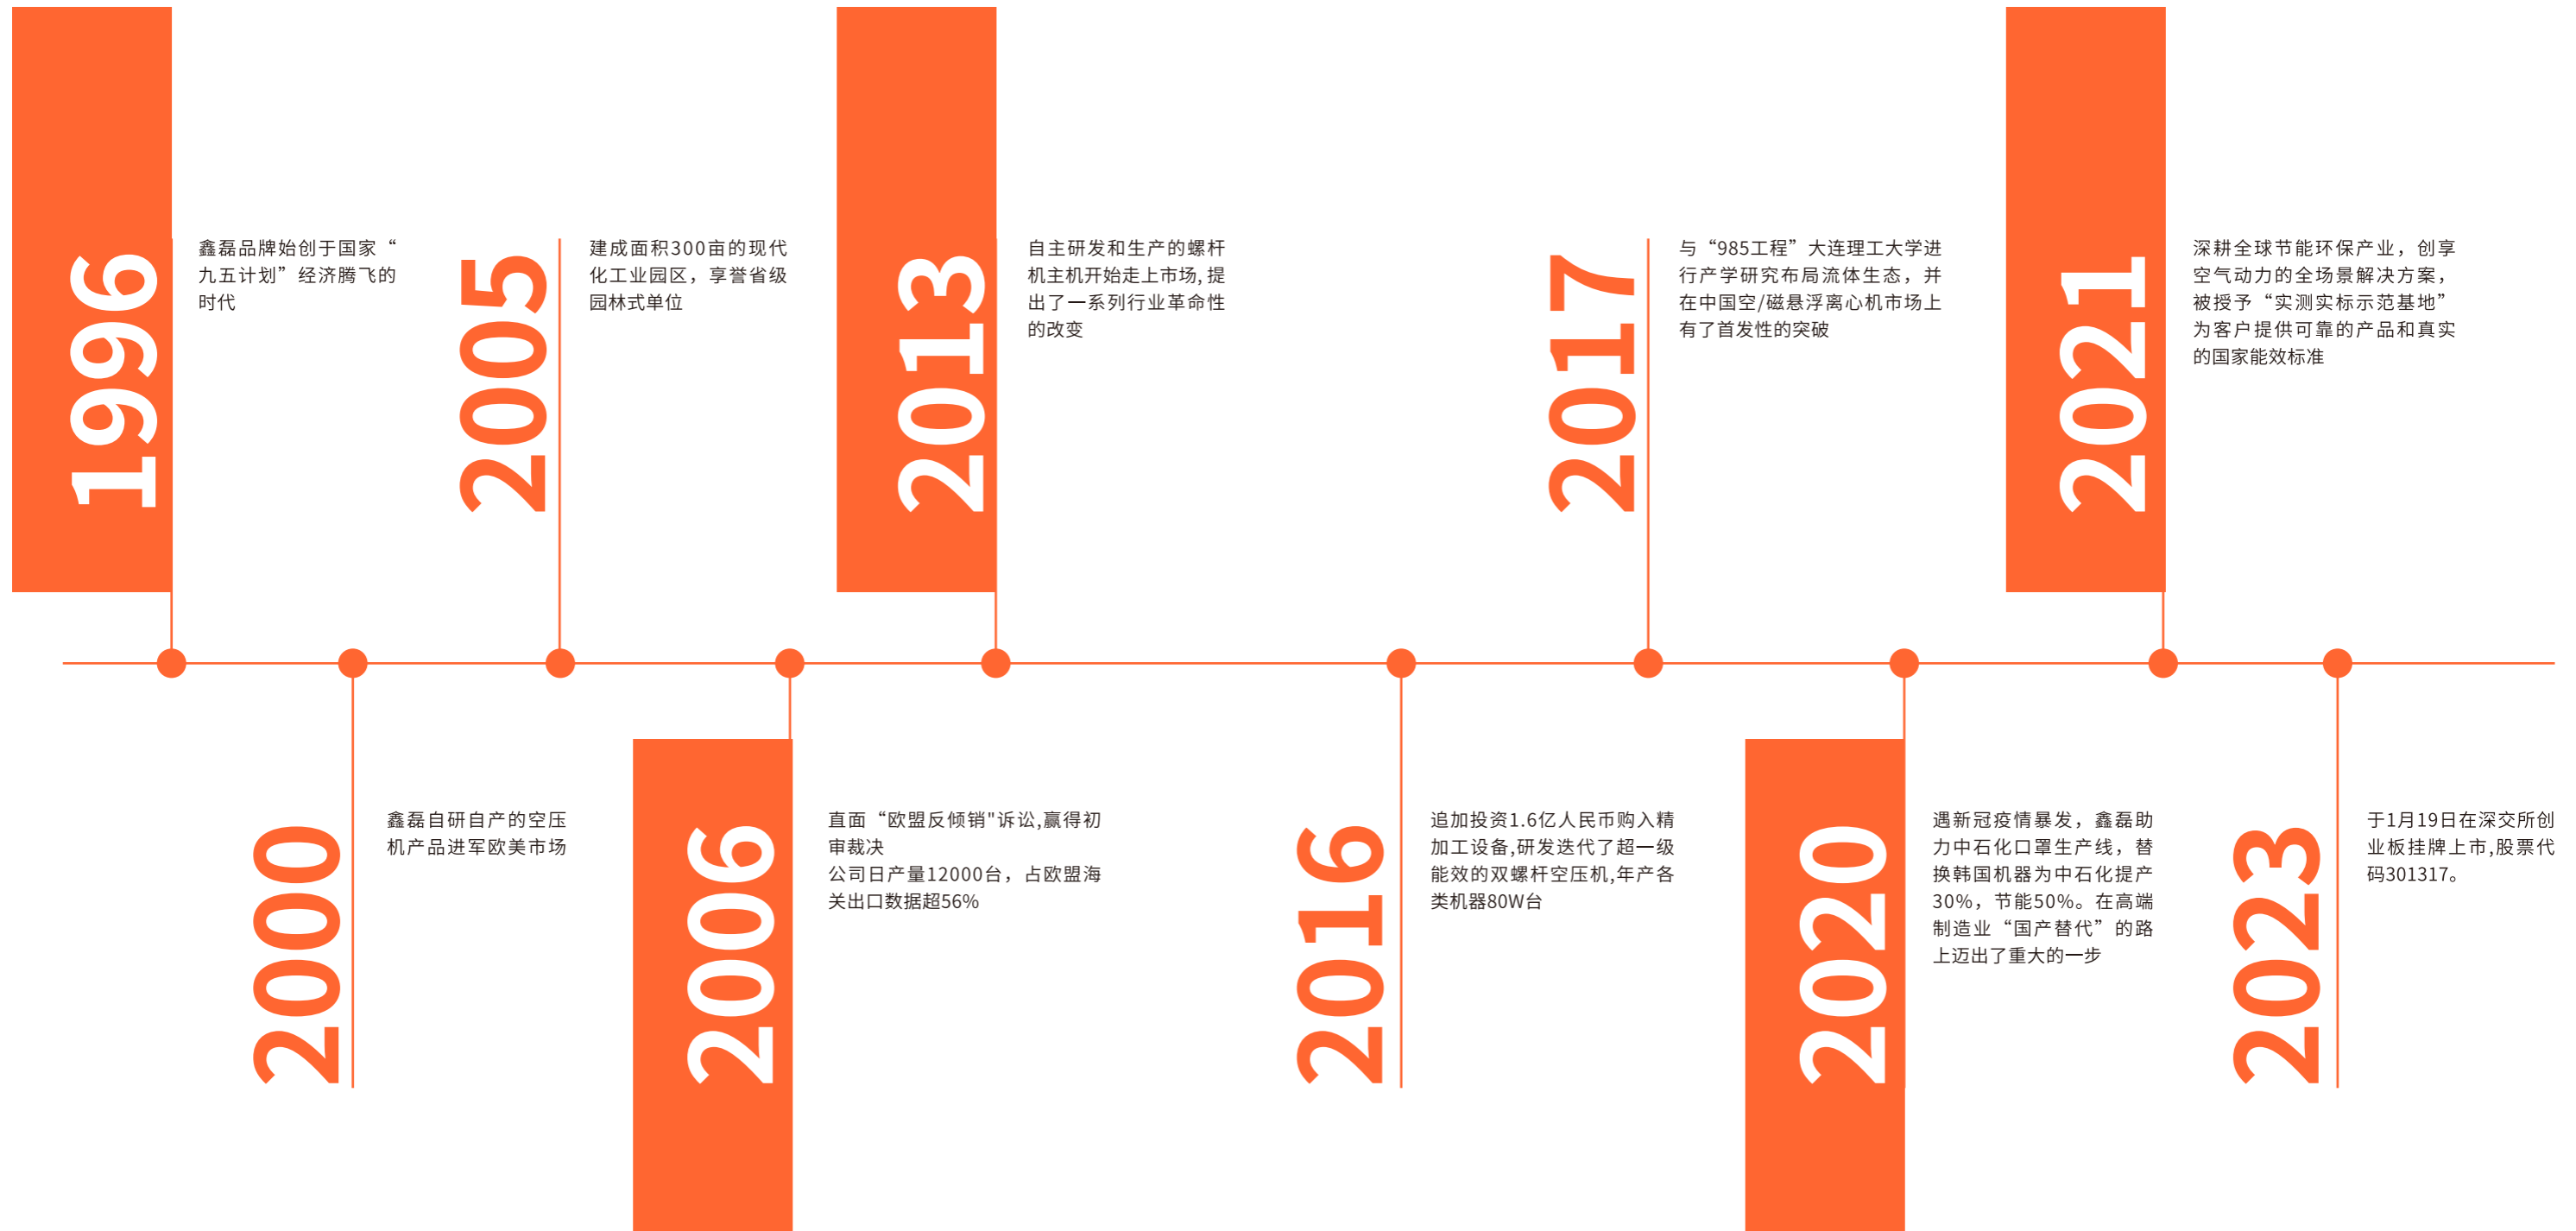 1996
鑫磊品牌始创于国家“
九五计划”经济腾飞的
时代
2000
鑫磊自研自产的空压
机产品进军欧美市场
2005
建成面积300亩的现代
化工业园区，享誉省级
园林式单位
2006
直面“欧盟反倾销"诉讼,赢得初
审裁决
公司日产量12000台，占欧盟海
关出口数据超56%
2013
自主研发和生产的螺杆
机主机开始走上市场,提
出了一系列行业革命性
的改变
2016
追加投资1.6亿人民币购入精
加工设备,研发迭代了超一级
能效的双螺杆空压机,年产各
类机器80W台
2017
与“985工程”大连理工大学进
行产学研究布局流体生态，并
在中国空/磁悬浮离心机市场上
有了首发性的突破
2020
遇新冠疫情暴发，鑫磊助
力中石化口罩生产线，替
换韩国机器为中石化提产
30%，节能50%。在高端
制造业“国产替代”的路
上迈出了重大的一步
2021
深耕全球节能环保产业，创享
空气动力的全场景解决方案，
被授予“实测实标示范基地”
为客户提供可靠的产品和真实
的国家能效标准
2023
于1月19日在深交所创
业板挂牌上市,股票代
码301317。